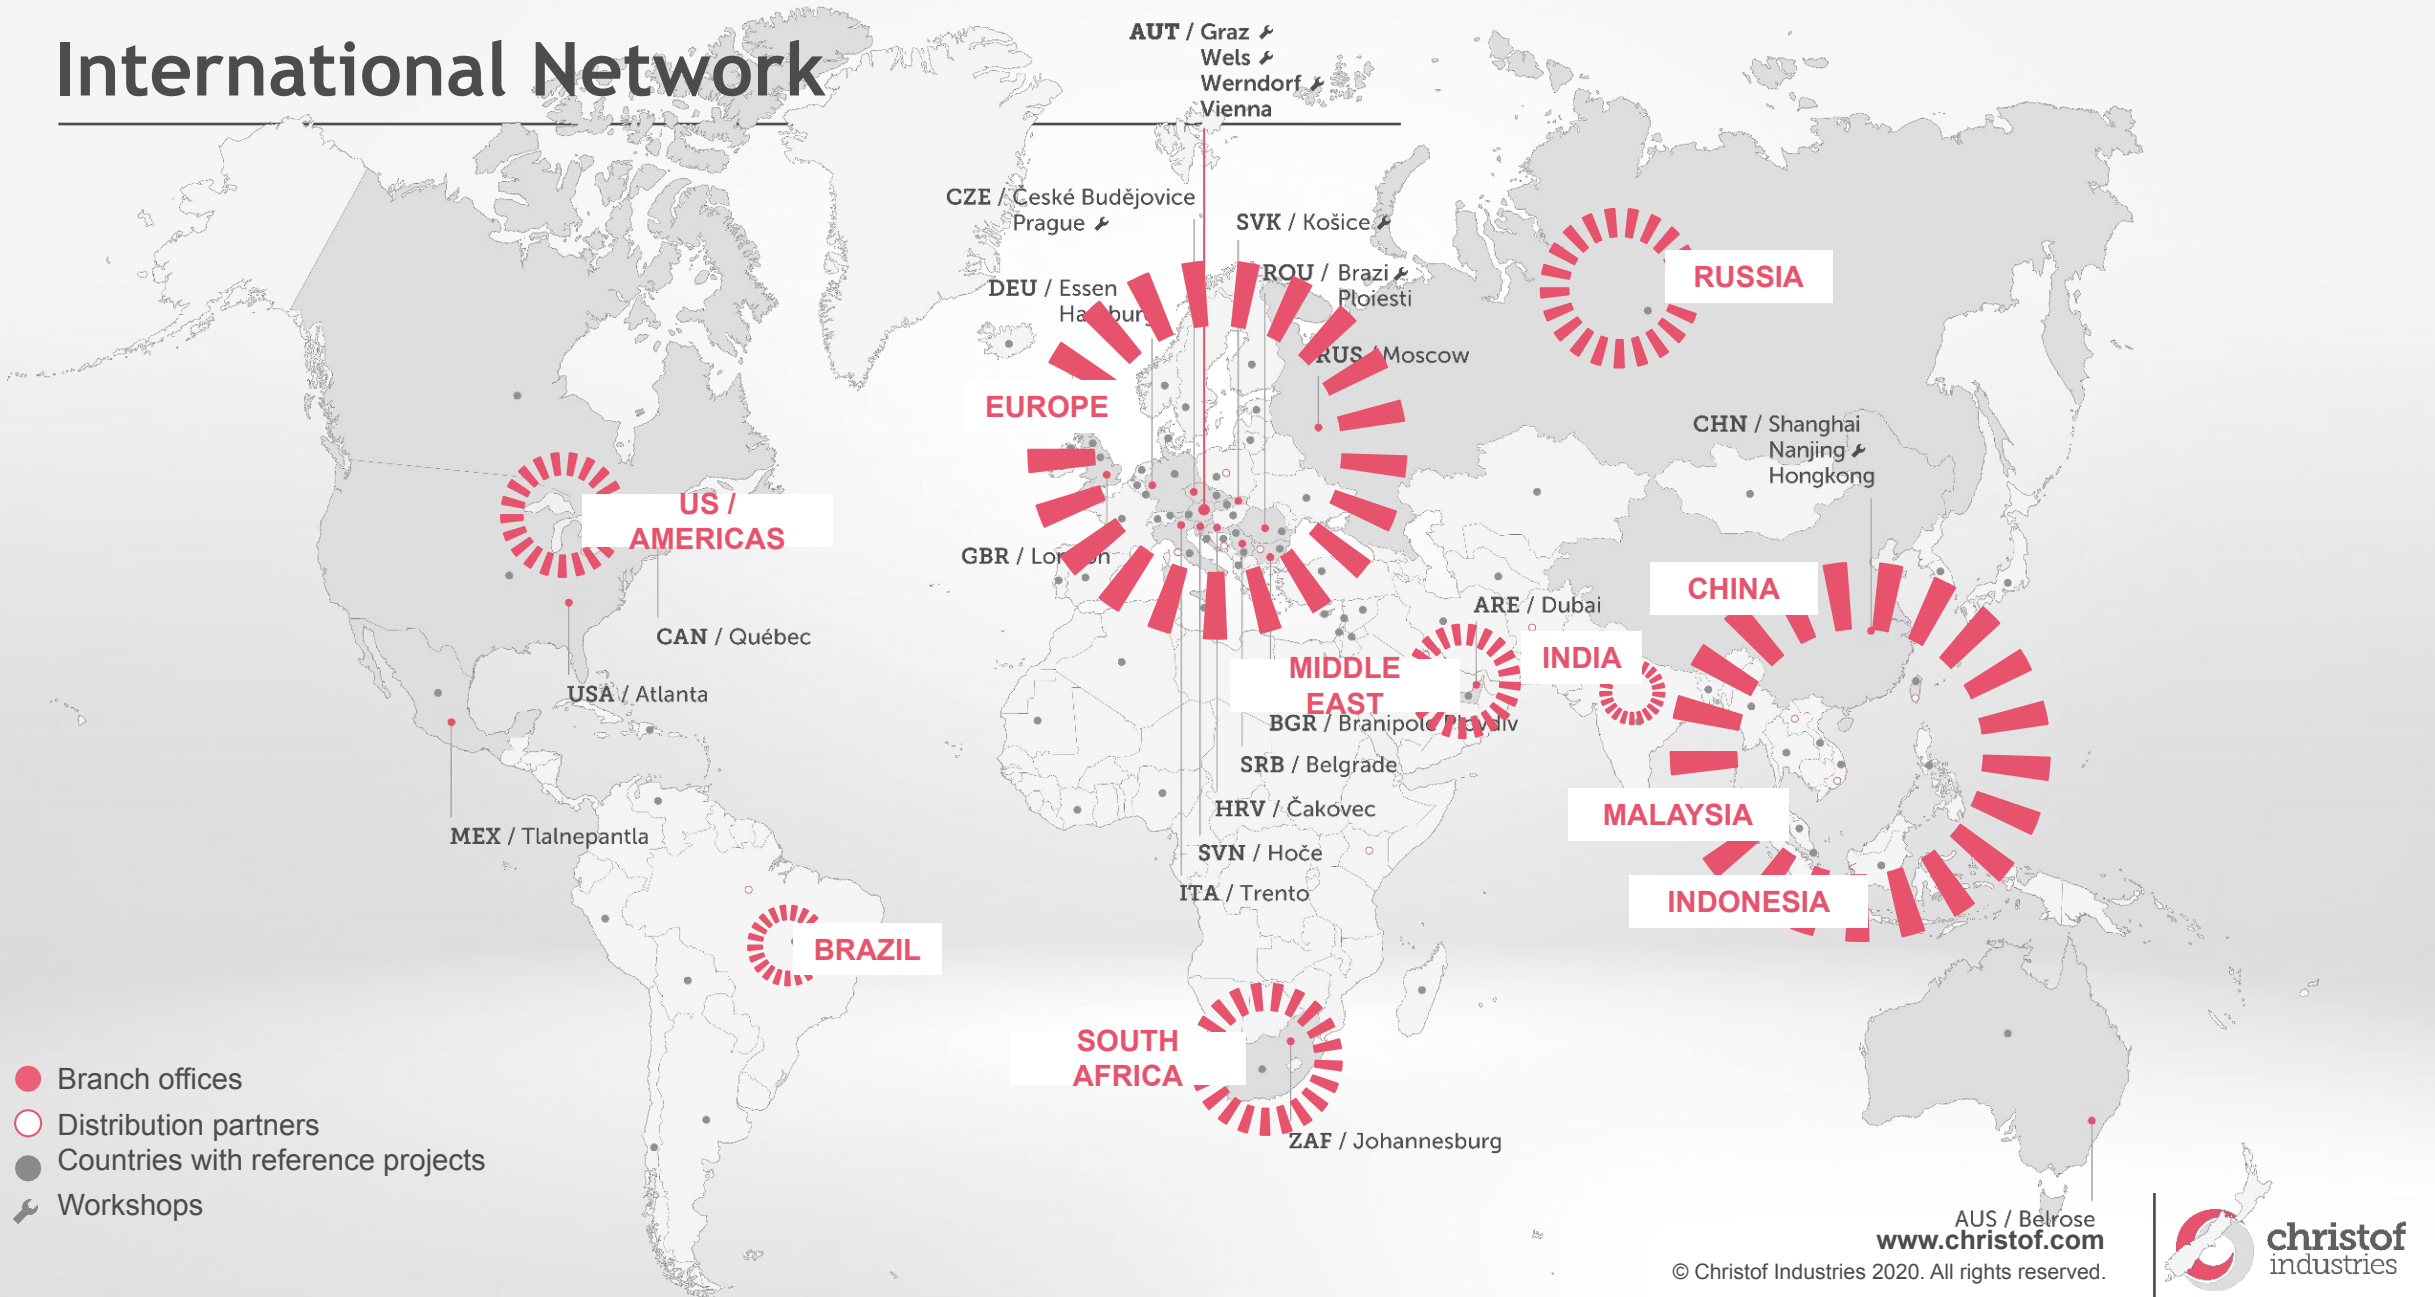 International Network
AUT / Graz
Wels
Werndorf
Vienna
CZE / České Budějovice
Prague
SVK / Košice
ROU / Brazi
Ploiesti
DEU / Essen
Hamburg
RUS / Moscow
RUSSIA
EUROPE
CHN / Shanghai
Nanjing
Hongkong
US /
AMERICAS
GBR / London
CHINA
ARE / Dubai
CAN / Québec
INDIA
MIDDLE
EAST
USA / Atlanta
BGR / Branipole Plovdiv
SRB / Belgrade
HRV / Čakovec
MALAYSIA
MEX / Tlalnepantla
SVN / Hoče
ITA / Trento
INDONESIA
BRAZIL
SOUTH
AFRICA
ZAF / Johannesburg
Branch offices
Distribution partners
Countries with reference projects
Workshops
AUS / Belrose
www.christof.com
© Christof Industries 2020. All rights reserved.
christof
industries